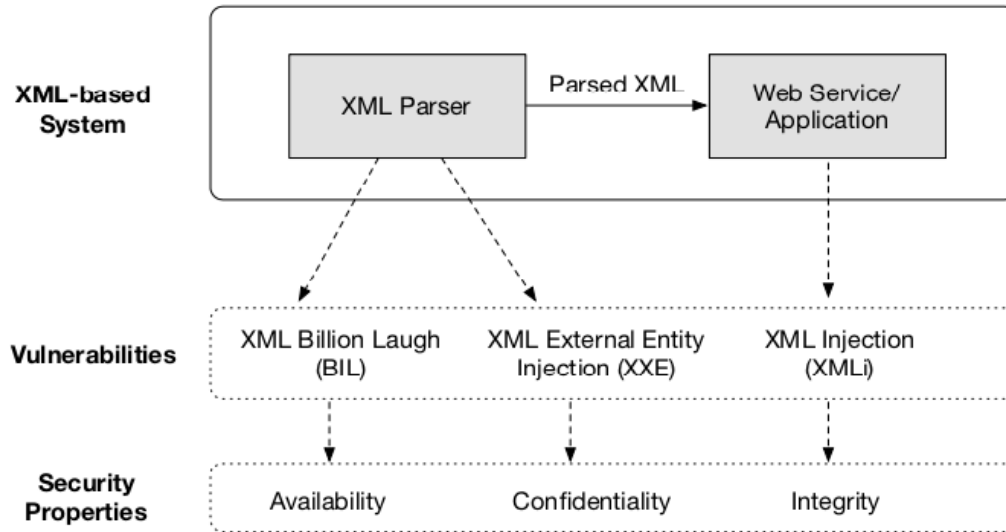 XML-based
System
XML Parser
Parsed XML
Web Service/
Application
Vulnerabilities
XML Billion Laugh
(BIL)
XML External Entity
Injection (XXE)
XML Injection
(XMLi)
Security
Properties
Availability
Confidentiality
Integrity